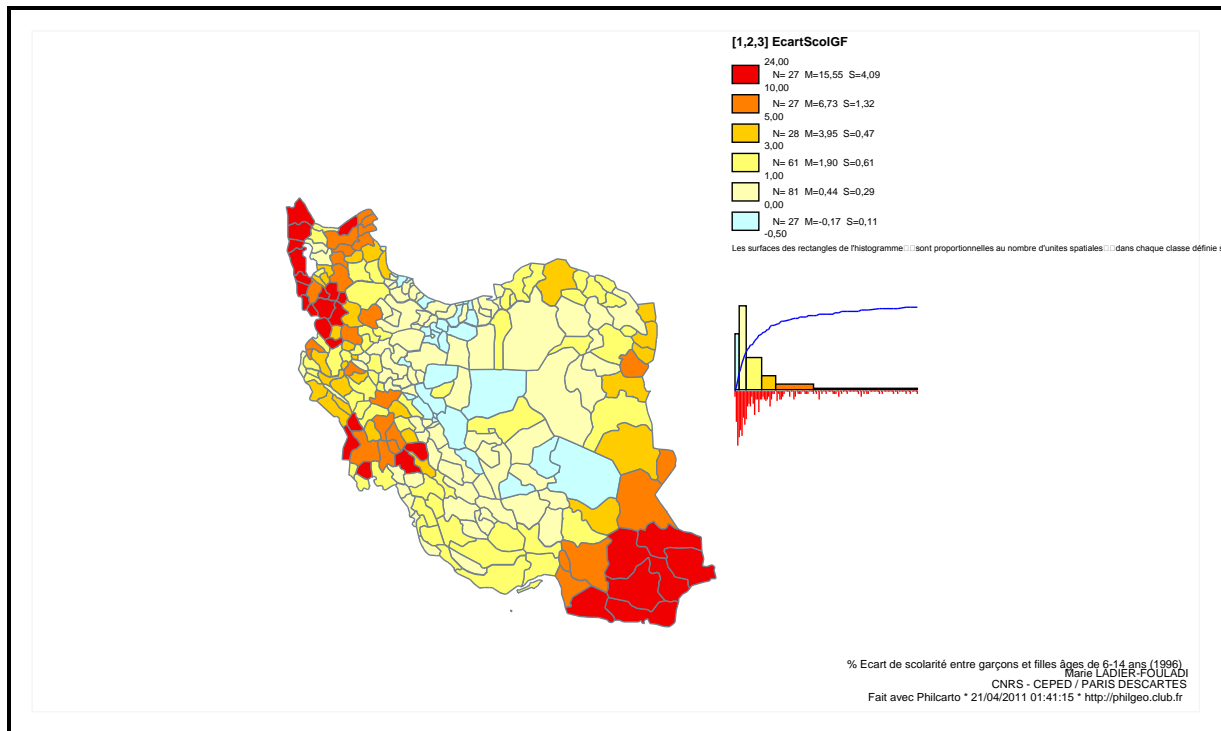 [1,2,3] EcartScolGF
24,00
N= 27 M=15,55 S=4,09
10,00
N= 27 M=6,73 S=1,32
5,00
N= 28 M=3,95 S=0,47
3,00
N= 61 M=1,90 S=0,61
1,00
N= 81 M=0,44 S=0,29
0,00
N= 27 M=-0,17 S=0,11
-0,50
Les surfaces des rectangles de l'histogramme□□sont proportionnelles au nombre d'unites spatiales□□dans chaque classe définie s
% Ecart de scolarité entre garçons et filles âges de 6-14 ans (1996)
Marie LADIER-FOULADI
CNRS - CEPED / PARIS DESCARTES
Fait avec Philcarto * 21/04/2011 01:41:15 * http://philgeo.club.fr